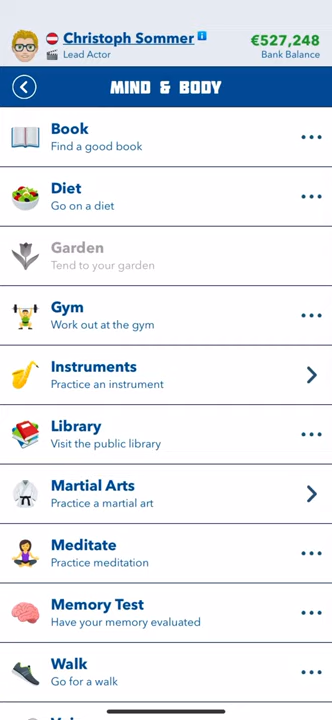 Christoph Sommer
€527,248
Lead Actor
Bank Balance
MIND & BODY
Book
Find a good book
Diet
Go on a diet
Garden
Tend to your garden
Gym
Work out at the gym
Instruments
Practice an instrument
Library
Visit the public library
Martial Arts
Practice a martial art
Meditate
Practice meditation
Memory Test
Have your memory evaluated
Walk
Go for a walk